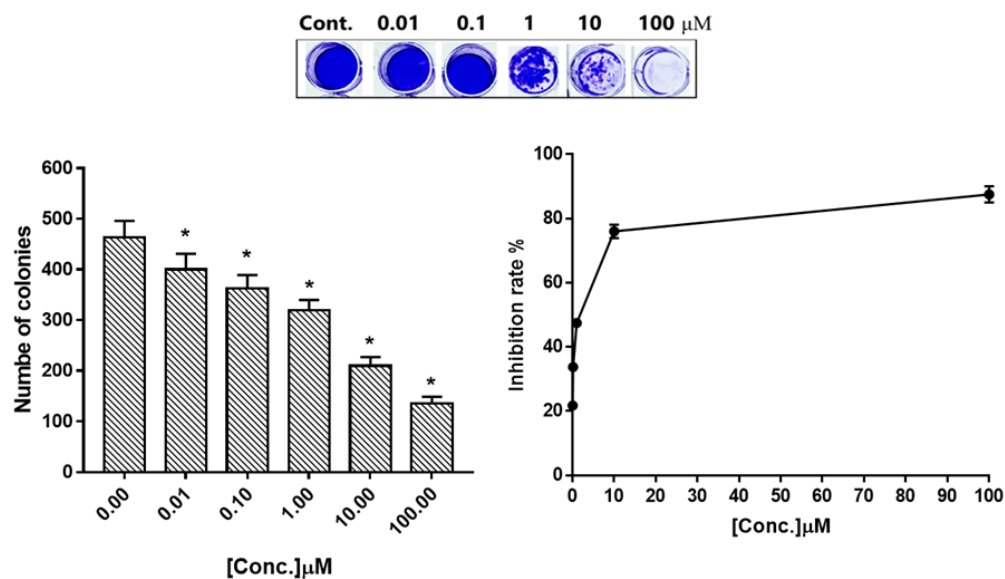 Cont. 0.01 0.1 1 10 100 μM
Numbe of colonies
600
500
400
300
200
100
0
* * * * *
0.00 0.01 0.10 1.00 10.00 100.00
[Conc.]μM
Inhibition rate %
100
80
60
40
20
0
0 10 20 30 40 50 60 70 80 90 100
[Conc.]μM